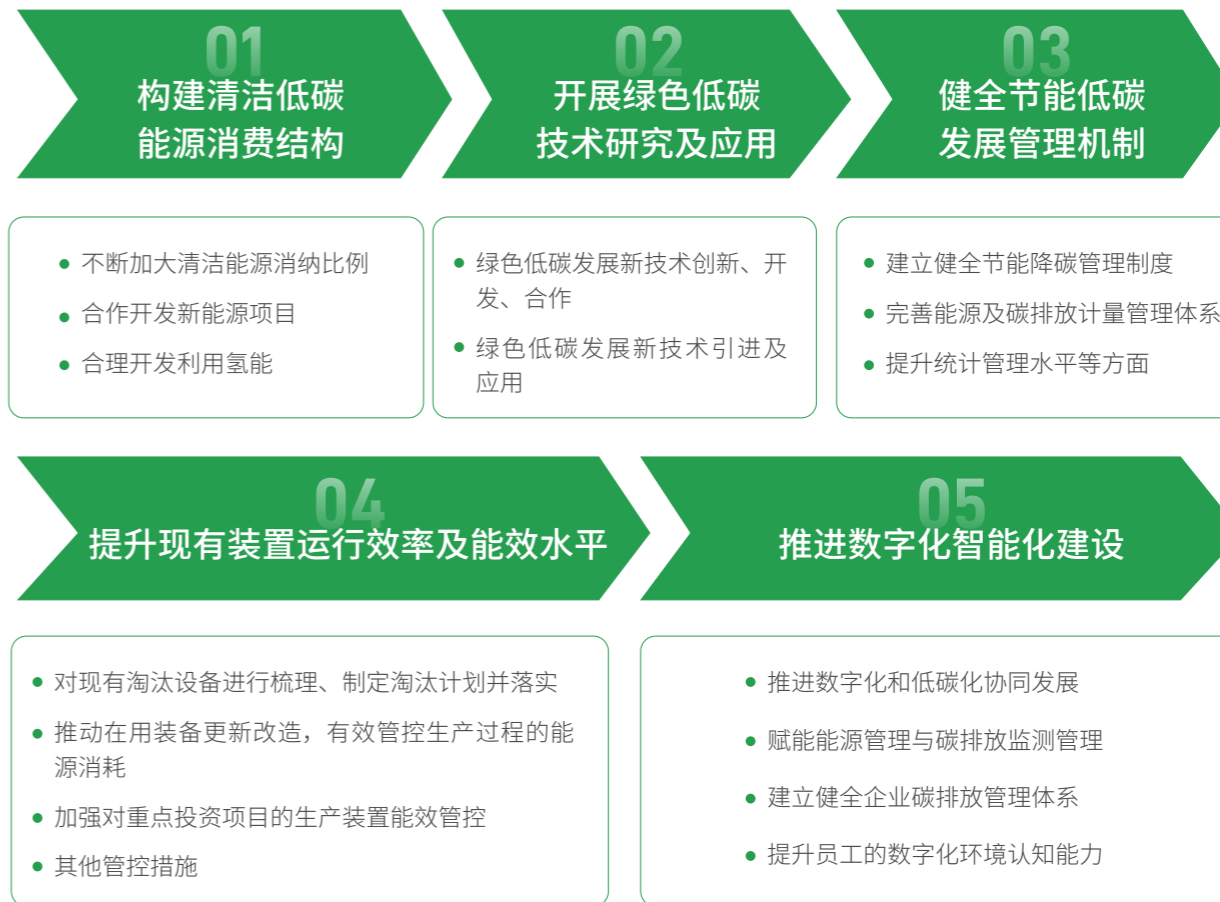 01
构建清洁低碳
能源消费结构
不断加大清洁能源消纳比例
合作开发新能源项目
合理开发利用氢能
02
开展绿色低碳
技术研究及应用
绿色低碳发展新技术创新、开
发、合作
绿色低碳发展新技术引进及
应用
03
健全节能低碳
发展管理机制
建立健全节能降碳管理制度
完善能源及碳排放计量管理体系
提升统计管理水平等方面
04
提升现有装置运行效率及能效水平
对现有淘汰设备进行梳理、制定淘汰计划并落实
推动在用装备更新改造，有效管控生产过程的能
源消耗
加强对重点投资项目的生产装置能效管控
其他管控措施
05
推进数字化智能化建设
推进数字化和低碳化协同发展
赋能能源管理与碳排放监测管理
建立健全企业碳排放管理体系
提升员工的数字化环境认知能力